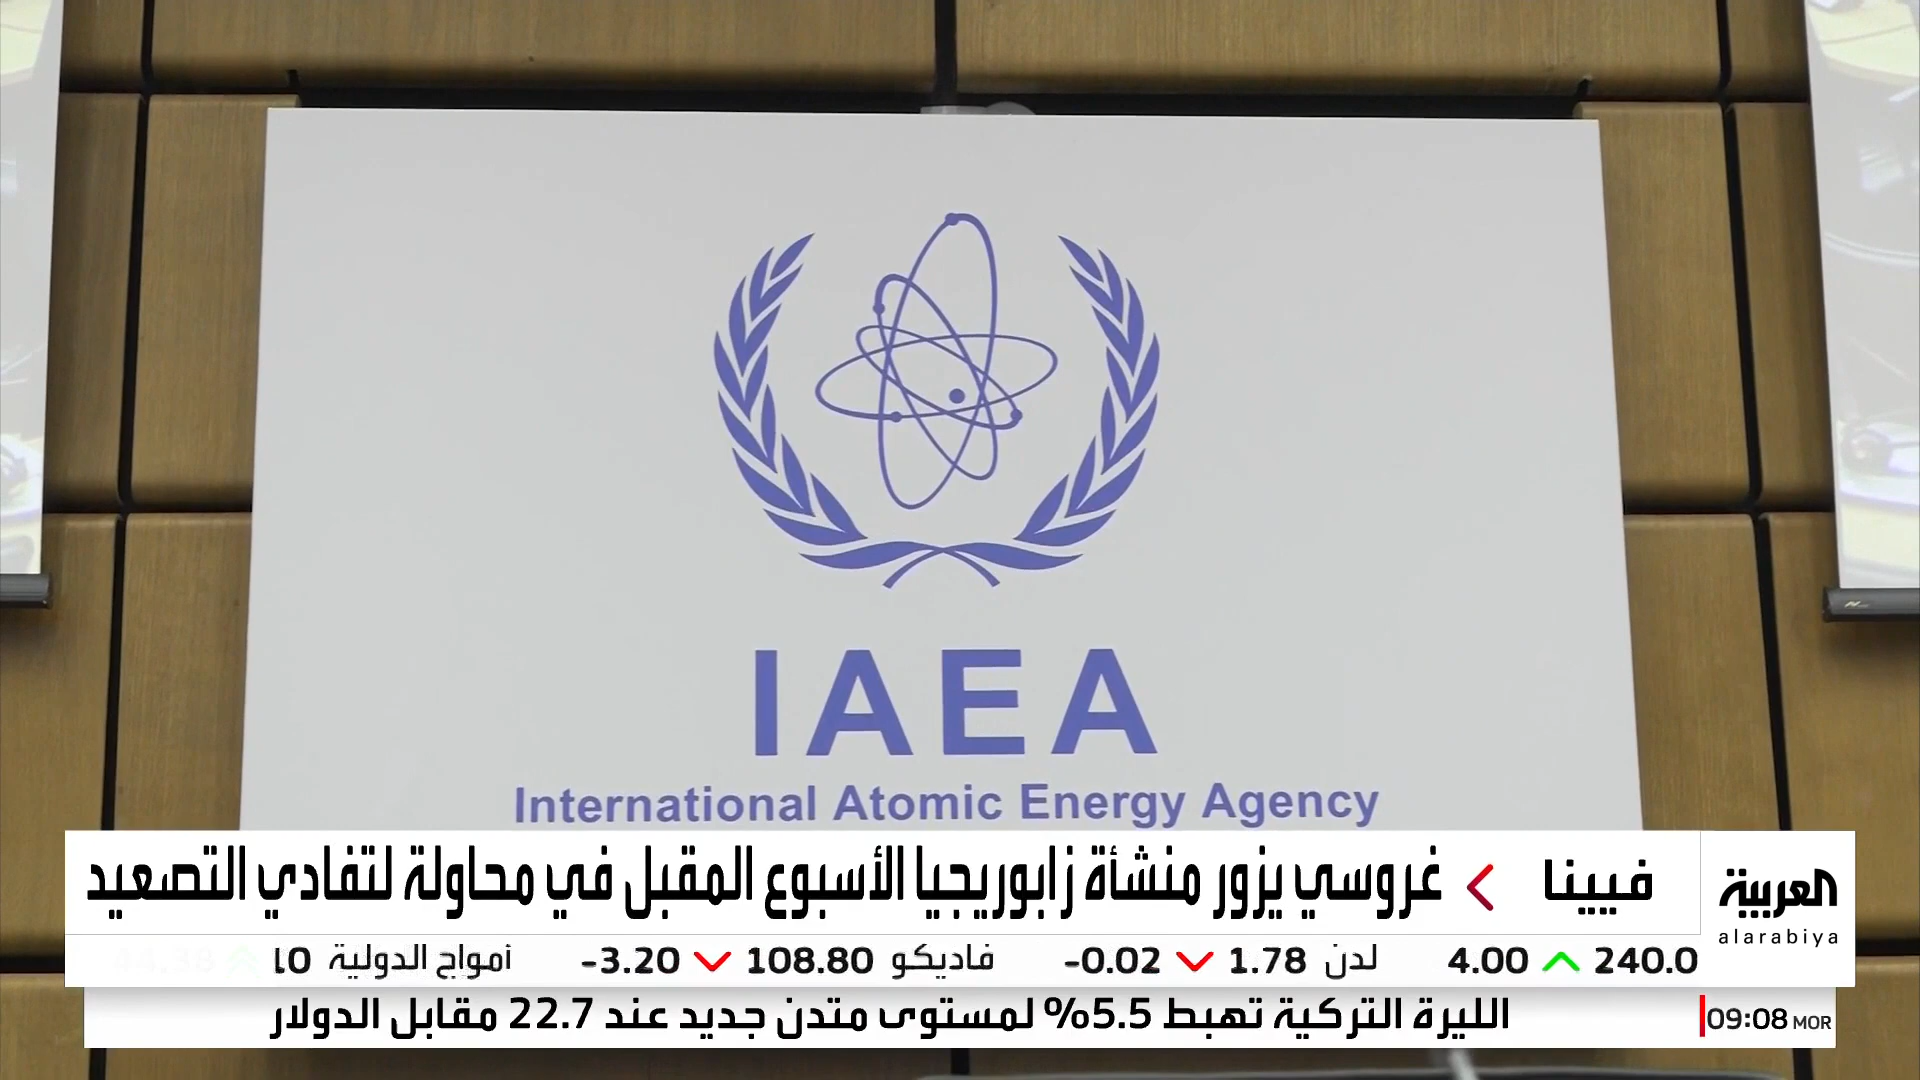 IAEA
International Atomic Energy Agency
العربية
alarabiya
فيينا
غروسي يزور منشأة زابوريجيا الأسبوع المقبل في محاولة لتفادي التصعيد
240.0 4.00 لدن 1.78 -0.02 فاديكو 108.80 -3.20 أمواج الدولية 44.38
09:08 MOR
الليرة التركية تهبط 5.5% لمستوى متدن جديد عند 22.7 مقابل الدولار